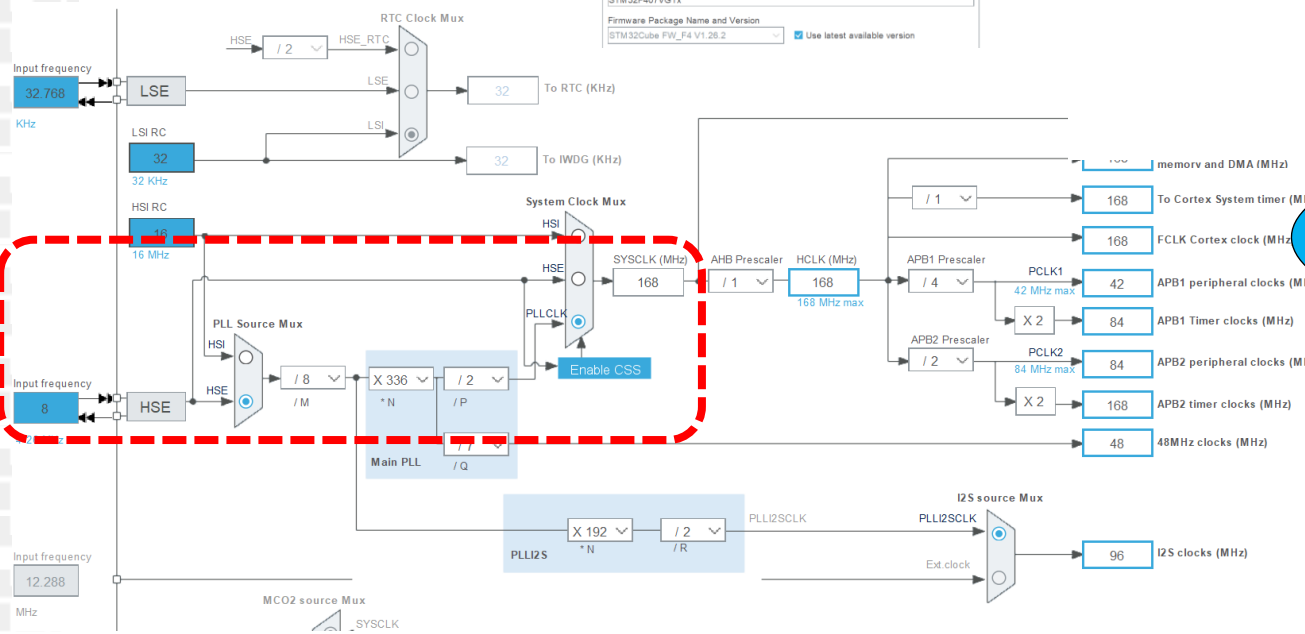 STM32F407VGTx
Firmware Package Name and Version
STM32Cube FW_F4 V1.26.2
Use latest available version
RTC Clock Mux
HSE
/ 2
HSE_RTC
Input frequency
32.768
KHz
LSE
LSE
32
To RTC (KHz)
LSI RC
32
32 KHz
LSI
32
To IWDG (KHz)
HSI RC
16
16 MHz
System Clock Mux
HSI
HSE
PLLCLK
SYSCLK (MHz)
168
AHB Prescaler
/ 1
HCLK (MHz)
168
168 MHz max
memory and DMA (MHz)
/ 1
168
To Cortex System timer
168
FCLK Cortex clock (MHz
APB1 Prescaler
/ 4
PCLK1
42 MHz max
42
APB1 peripheral clocks
X 2
84
APB1 Timer clocks (MHz)
APB2 Prescaler
/ 2
PCLK2
84 MHz max
84
APB2 peripheral clocks
X 2
168
APB2 timer clocks (MHz)
48
48MHz clocks (MHz)
PLL Source Mux
HSI
HSE
Input frequency
8
HSE
/ 8
/ M
X 336
* N
/ 2
/ P
/ 7
/ Q
Main PLL
Enable CSS
PLLI2S
X 192
* N
/ 2
/ R
PLLI2SCLK
I2S source Mux
PLLI2SCLK
Ext.clock
96
I2S clocks (MHz)
Input frequency
12.288
MHz
MCO2 source Mux
SYSCLK